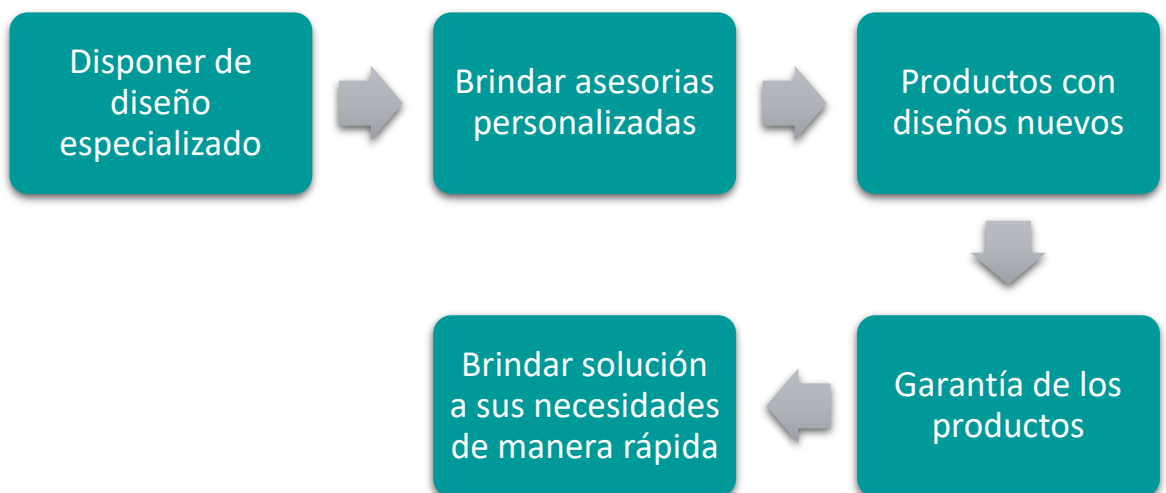 Disponer de
diseño
especializado
Brindar asesorias
personalizadas
Productos con
diseños nuevos
Garantía de los
productos
Brindar solución
a sus necesidades
de manera rápida